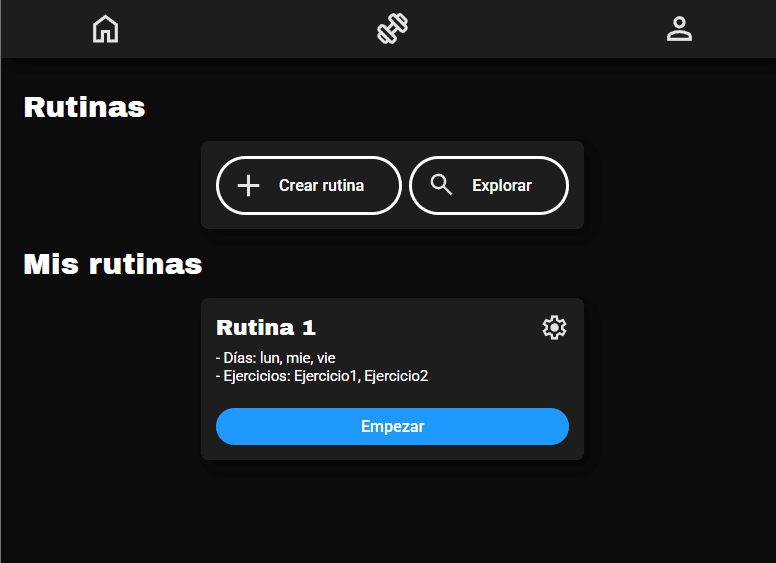 Rutinas
Crear rutina
Explorar
Mis rutinas
Rutina 1
- Días: lun, mie, vie
- Ejercicios: Ejercicio1, Ejercicio2
Empezar